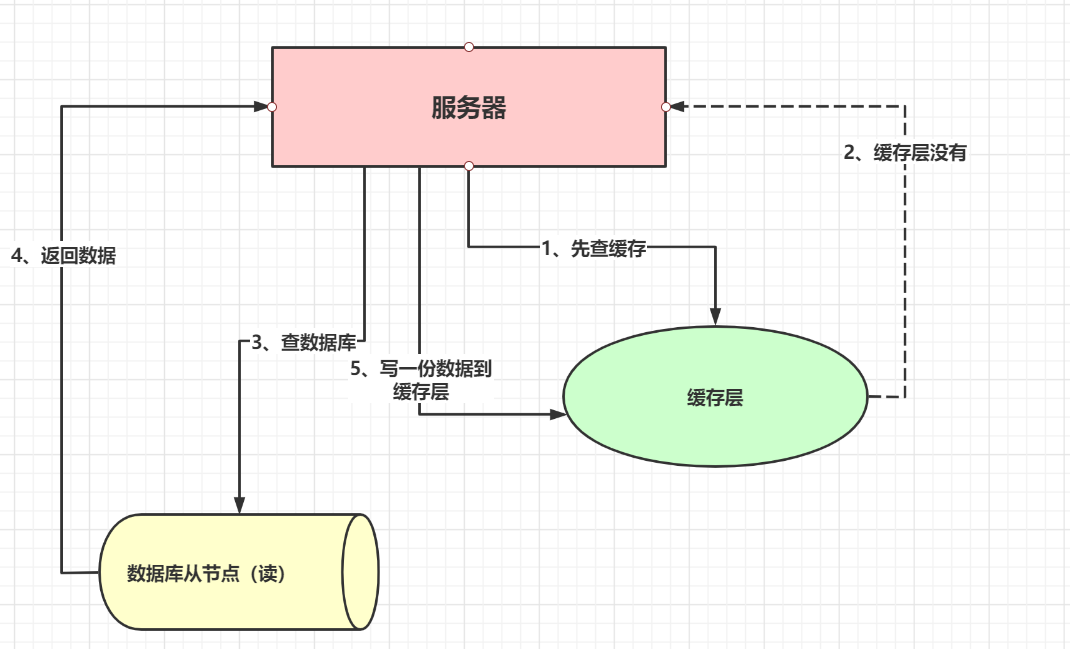 服务器
2、缓存层没有
1、先查缓存
4、返回数据
3、查数据库
5、写一份数据到
缓存层
缓存层
数据库从节点（读）